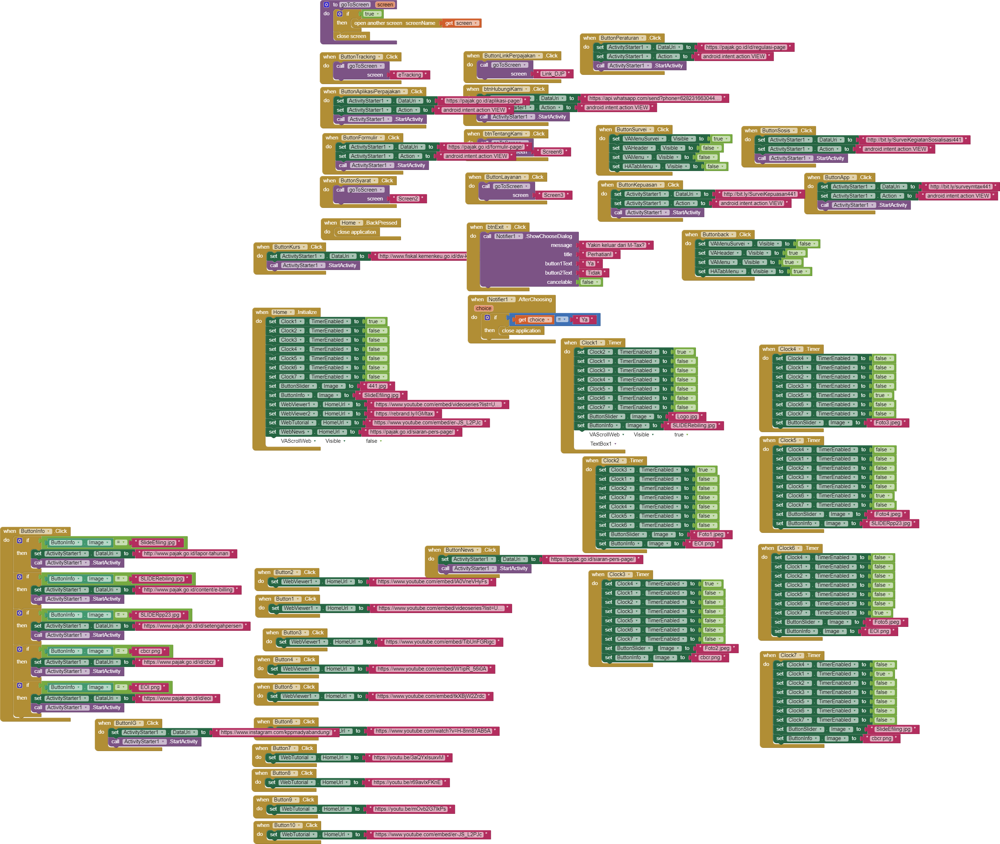 to goToScreen screen
do if true
then open another screen screenName get screen
close screen
when ButtonTracking .Click
do call goToScreen
screen " eTracking "
when ButtonAplikasiPerpajakan .Click
do set ActivityStarter1 . DataUri to " https://pajak.go.id/aplikasi-page/ "
set ActivityStarter1 . Action to " android.intent.action.VIEW "
call ActivityStarter1 .StartActivity
when ButtonFormulir .Click
do set ActivityStarter1 . DataUri to " https://pajak.go.id/formulir-page/ "
set ActivityStarter1 . Action to " android.intent.action.VIEW "
call ActivityStarter1 .StartActivity
when ButtonSyarat .Click
do call goToScreen
screen " Screen2 "
when Home .BackPressed
do close application
when ButtonKurs .Click
do set ActivityStarter1 . DataUri to " http://www.fiskal.kemenkeu.go.id/dw-k
call ActivityStarter1 .StartActivity
when ButtonLinkPerpajakan .Click
do call goToScreen
screen " Link_DJP "
when btnHubungiKami .Click
. DataUri to " https://api.whatsapp.com/send?phone=628231663044... "
arter1 . Action to " android.intent.action.VIEW "
call ActivityStarter1 .StartActivity
when btnTentangKami .Click
do call goToScreen
screen " Screen6 "
when ButtonLayanan .Click
do call goToScreen
screen " Screen3 "
when btnExit .Click
do call Notifier1 .ShowChooseDialog
message " Yakin keluar dari M-Tax? "
title " Perhatian! "
button1Text " Ya "
button2Text " Tidak "
cancelable false
when Notifier1 .AfterChoosing
choice
do if get choice = " Ya "
then close application
when ButtonPeraturan .Click
do set ActivityStarter1 . DataUri to " https://pajak.go.id/id/regulasi-page "
set ActivityStarter1 . Action to " android.intent.action.VIEW "
call ActivityStarter1 .StartActivity
when ButtonSurvei .Click
do set VAMenuSurvei . Visible to true
set VAHeader . Visible to false
set VAMenu . Visible to false
set HATabMenu . Visible to false
when ButtonSosis .Click
do set ActivityStarter1 . DataUri to " http://bit.ly/SurveiKegiatanSosialisasi441 "
set ActivityStarter1 . Action to " android.intent.action.VIEW "
call ActivityStarter1 .StartActivity
when ButtonKepuasan .Click
do set ActivityStarter1 . DataUri to " http://bit.ly/SurveiKepuasan441 "
set ActivityStarter1 . Action to " android.intent.action.VIEW "
call ActivityStarter1 .StartActivity
when ButtonApp .Click
do set ActivityStarter1 . DataUri to " http://bit.ly/surveymtax441 "
set ActivityStarter1 . Action to " android.intent.action.VIEW "
call ActivityStarter1 .StartActivity
when Buttonback .Click
do set VAMenuSurvei . Visible to false
set VAHeader . Visible to true
set VAMenu . Visible to true
set HATabMenu . Visible to true
when Home .Initialize
do set Clock1 . TimerEnabled to true
set Clock2 . TimerEnabled to false
set Clock3 . TimerEnabled to false
set Clock4 . TimerEnabled to false
set Clock5 . TimerEnabled to false
set Clock6 . TimerEnabled to false
set Clock7 . TimerEnabled to false
set ButtonSlider . Image to " 441.jpg "
set ButtonInfo . Image to " SlideEfiling.jpg "
set WebViewer1 . HomeUrl to " https://www.youtube.com/embed/videoseries?list=U... "
set WebViewer2 . HomeUrl to " https://rebrand.ly/IGMtax "
set WebTutorial . HomeUrl to " https://www.youtube.com/embed/er-JS_L2PJc "
set WebNews . HomeUrl to " https://pajak.go.id/siaran-pers-page/ "
VAScrollWeb Visible false
when Clock1 .Timer
do set Clock2 . TimerEnabled to true
set Clock1 . TimerEnabled to false
set Clock3 . TimerEnabled to false
set Clock4 . TimerEnabled to false
set Clock5 . TimerEnabled to false
set Clock6 . TimerEnabled to false
set Clock7 . TimerEnabled to false
set ButtonSlider . Image to " Logo.jpg "
set ButtonInfo . Image to " SLIDERebiling.jpg "
VAScrollWeb Visible true
TextBox1
when Clock2 .Timer
do set Clock3 . TimerEnabled to true
set Clock1 . TimerEnabled to false
set Clock2 . TimerEnabled to false
set Clock7 . TimerEnabled to false
set Clock4 . TimerEnabled to false
set Clock5 . TimerEnabled to false
set Clock6 . TimerEnabled to false
set ButtonSlider . Image to " Foto1.jpeg "
set ButtonInfo . Image to " EOI.png "
when Clock3 .Timer
do set Clock4 . TimerEnabled to true
set Clock1 . TimerEnabled to false
set Clock2 . TimerEnabled to false
set Clock3 . TimerEnabled to false
set Clock5 . TimerEnabled to false
set Clock6 . TimerEnabled to false
set Clock7 . TimerEnabled to false
set ButtonSlider . Image to " Foto2.jpeg "
set ButtonInfo . Image to " cbcr.png "
when Clock4 .Timer
do set Clock4 . TimerEnabled to false
set Clock1 . TimerEnabled to false
set Clock2 . TimerEnabled to false
set Clock3 . TimerEnabled to false
set Clock5 . TimerEnabled to true
set Clock6 . TimerEnabled to false
set Clock7 . TimerEnabled to false
set ButtonSlider . Image to " Foto3.jpeg "
when Clock5 .Timer
do set Clock4 . TimerEnabled to false
set Clock1 . TimerEnabled to false
set Clock2 . TimerEnabled to false
set Clock3 . TimerEnabled to false
set Clock5 . TimerEnabled to false
set Clock6 . TimerEnabled to true
set Clock7 . TimerEnabled to false
set ButtonSlider . Image to " Foto4.jpeg "
set ButtonInfo . Image to " SLIDERpp23.jpg "
when Clock6 .Timer
do set Clock4 . TimerEnabled to false
set Clock1 . TimerEnabled to false
set Clock2 . TimerEnabled to false
set Clock3 . TimerEnabled to false
set Clock5 . TimerEnabled to false
set Clock6 . TimerEnabled to false
set Clock7 . TimerEnabled to true
set ButtonSlider . Image to " Foto5.jpeg "
set ButtonInfo . Image to " EOI.png "
when Clock7 .Timer
do set Clock4 . TimerEnabled to false
set Clock1 . TimerEnabled to true
set Clock2 . TimerEnabled to false
set Clock3 . TimerEnabled to false
set Clock5 . TimerEnabled to false
set Clock6 . TimerEnabled to false
set Clock7 . TimerEnabled to false
set ButtonSlider . Image to " SlideEfiling.jpg "
set ButtonInfo . Image to " cbcr.png "
when ButtonInfo .Click
do if ButtonInfo . Image = " SlideEfiling.jpg "
then set ActivityStarter1 . DataUri to " http://www.pajak.go.id/lapor-tahunan "
call ActivityStarter1 .StartActivity
if ButtonInfo . Image = " SLIDERebiling.jpg "
then set ActivityStarter1 . DataUri to " http://www.pajak.go.id/content/e-billing "
call ActivityStarter1 .StartActivity
if ButtonInfo . Image = " SLIDERpp23.jpg "
then set ActivityStarter1 . DataUri to " https://www.pajak.go.id/id/setengahpersen "
call ActivityStarter1 .StartActivity
if ButtonInfo . Image = " cbcr.png "
then set ActivityStarter1 . DataUri to " https://www.pajak.go.id/id/cbcr "
call ActivityStarter1 .StartActivity
if ButtonInfo . Image = " EOI.png "
then set ActivityStarter1 . DataUri to " https://www.pajak.go.id/id/eoi "
call ActivityStarter1 .StartActivity
when ButtonIG .Click
do set ActivityStarter1 . DataUri to " https://www.instagram.com/kppmadyabandung/ "
call ActivityStarter1 .StartActivity
when ButtonNews .Click
do set ActivityStarter1 . DataUri to " https://pajak.go.id/siaran-pers-page/ "
call ActivityStarter1 .StartActivity
when Button2 .Click
do set WebViewer1 . HomeUrl to " https://www.youtube.com/embed/lA0VneVHyFs "
when Button1 .Click
do set WebViewer1 . HomeUrl to " https://www.youtube.com/embed/videoseries?list=U... "
when Button3 .Click
do set WebViewer1 . HomeUrl to " https://www.youtube.com/embed/TibUnFGRigc "
when Button4 .Click
do set WebViewer1 . HomeUrl to " https://www.youtube.com/embed/W1ipR_56i0A "
when Button5 .Click
do set WebViewer1 . HomeUrl to " https://www.youtube.com/embed/tkXBjW2Zrdc "
when Button6 .Click
Url to " https://www.youtube.com/watch?v=H-8nn87AB5A "
when Button7 .Click
do set WebTutorial . HomeUrl to " https://youtu.be/3aQYxlsuxvM "
when Button8 .Click
do set WebTutorial . HomeUrl to " https://youtu.be/r69avIxFKnE "
when Button9 .Click
do set WebTutorial . HomeUrl to " https://youtu.be/mOvb2G7IkPs "
when Button10 .Click
do set WebTutorial . HomeUrl to " https://www.youtube.com/embed/er-JS_L2PJc "